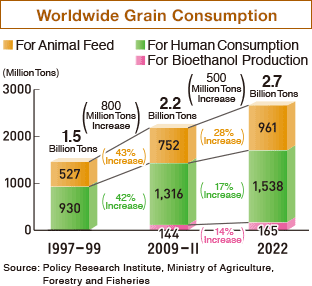 Worldwide Grain Consumption
For Animal Feed
For Human Consumption
For Bioethanol Production
(Million Tons)
3000
2000
1000
0
1.5
Billion Tons
527
930
1997–99
(800
Million Tons
Increase)
(43%
Increase)
(42%
Increase)
2.2
Billion Tons
752
1,316
144
2009–11
(500
Million Tons
Increase)
(28%
Increase)
(17%
Increase)
(14%
Increase)
2.7
Billion Tons
961
1,538
165
2022
Source: Policy Research Institute, Ministry of Agriculture,
Forestry and Fisheries